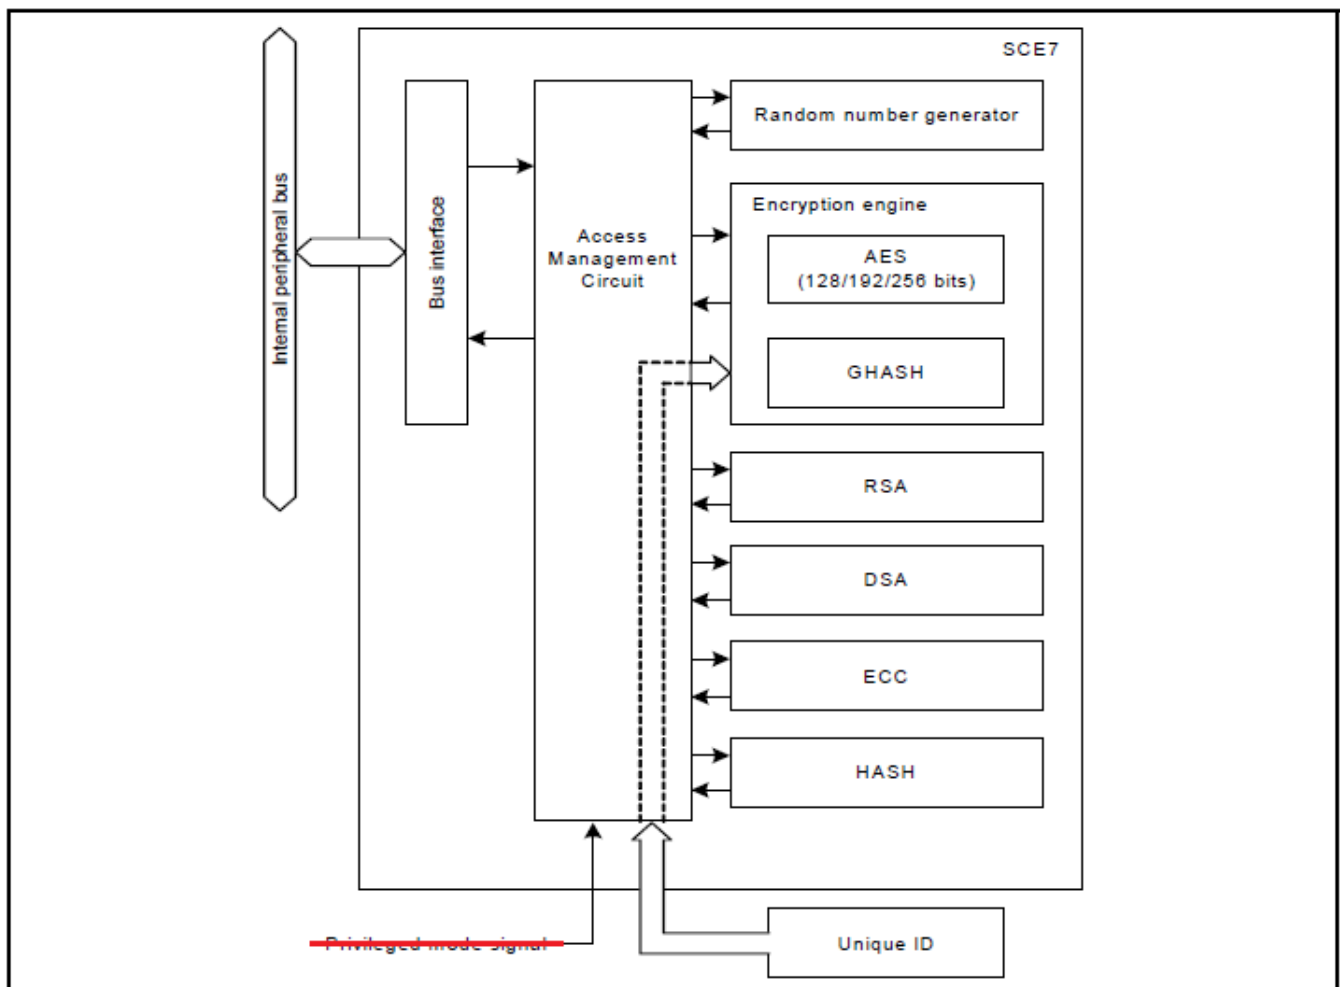 SCE7
Random number generator
Encryption engine
AES
(128/192/256 bits)
GHASH
Access
Management
Circuit
Bus interface
Internal peripheral bus
RSA
DSA
ECC
HASH
Privileged mode signal
Unique ID